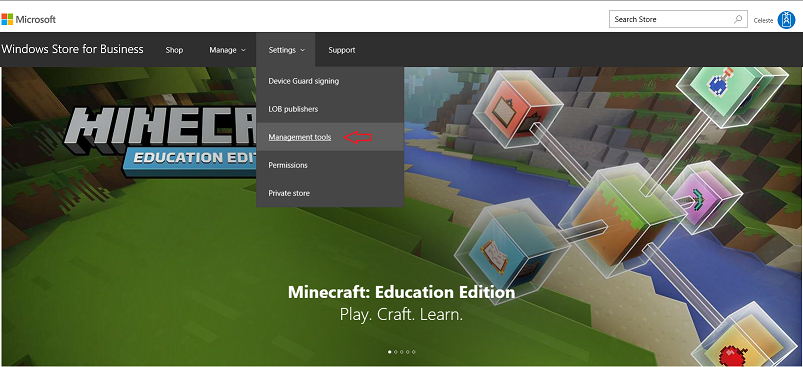 Microsoft
Search Store
Celeste
Windows Store for Business
Shop
Manage
Settings
Support
Device Guard signing
LOB publishers
Management tools
Permissions
Private store
MINECRA
EDUCATION EDIT
Minecraft: Education Edition
Play. Craft. Learn.